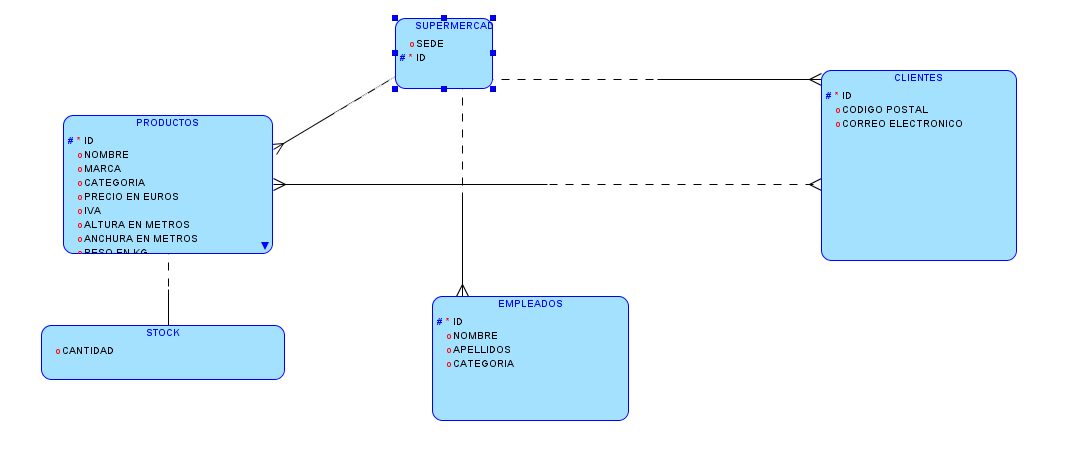 SUPERMERCAD
o SEDE
# * ID
CLIENTES
# * ID
o CODIGO POSTAL
o CORREO ELECTRONICO
PRODUCTOS
# * ID
o NOMBRE
o MARCA
o CATEGORIA
o PRECIO EN EUROS
o IVA
o ALTURA EN METROS
o ANCHURA EN METROS
o PESO EN KG
EMPLEADOS
# * ID
o NOMBRE
o APELLIDOS
o CATEGORIA
STOCK
o CANTIDAD